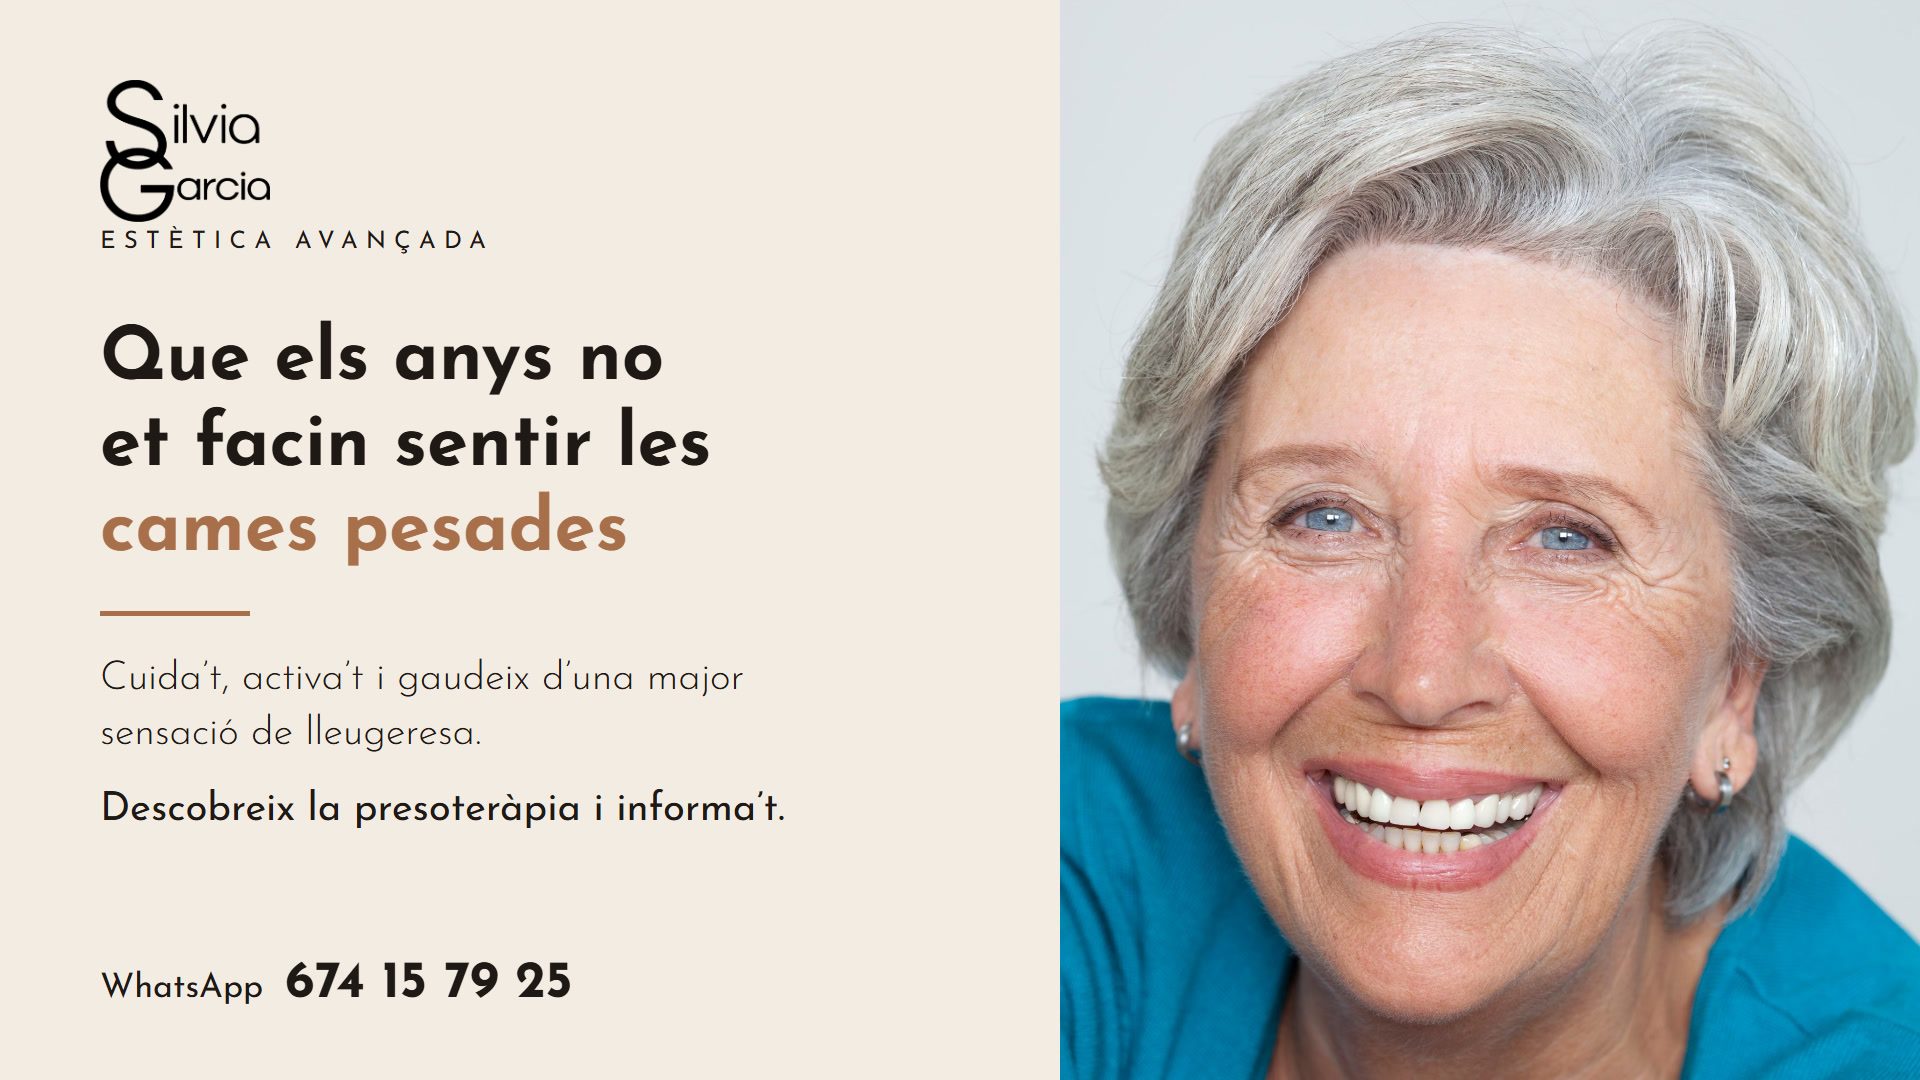 Silvia
Garcia
ESTÈTICA AVANÇADA
Que els anys no
et facin sentir les
cames pesades
Cuida't, activa't i gaudeix d'una major
sensació de lleugeresa.
Descobreix la presoteràpia i informa't.
WhatsApp 674 15 79 25